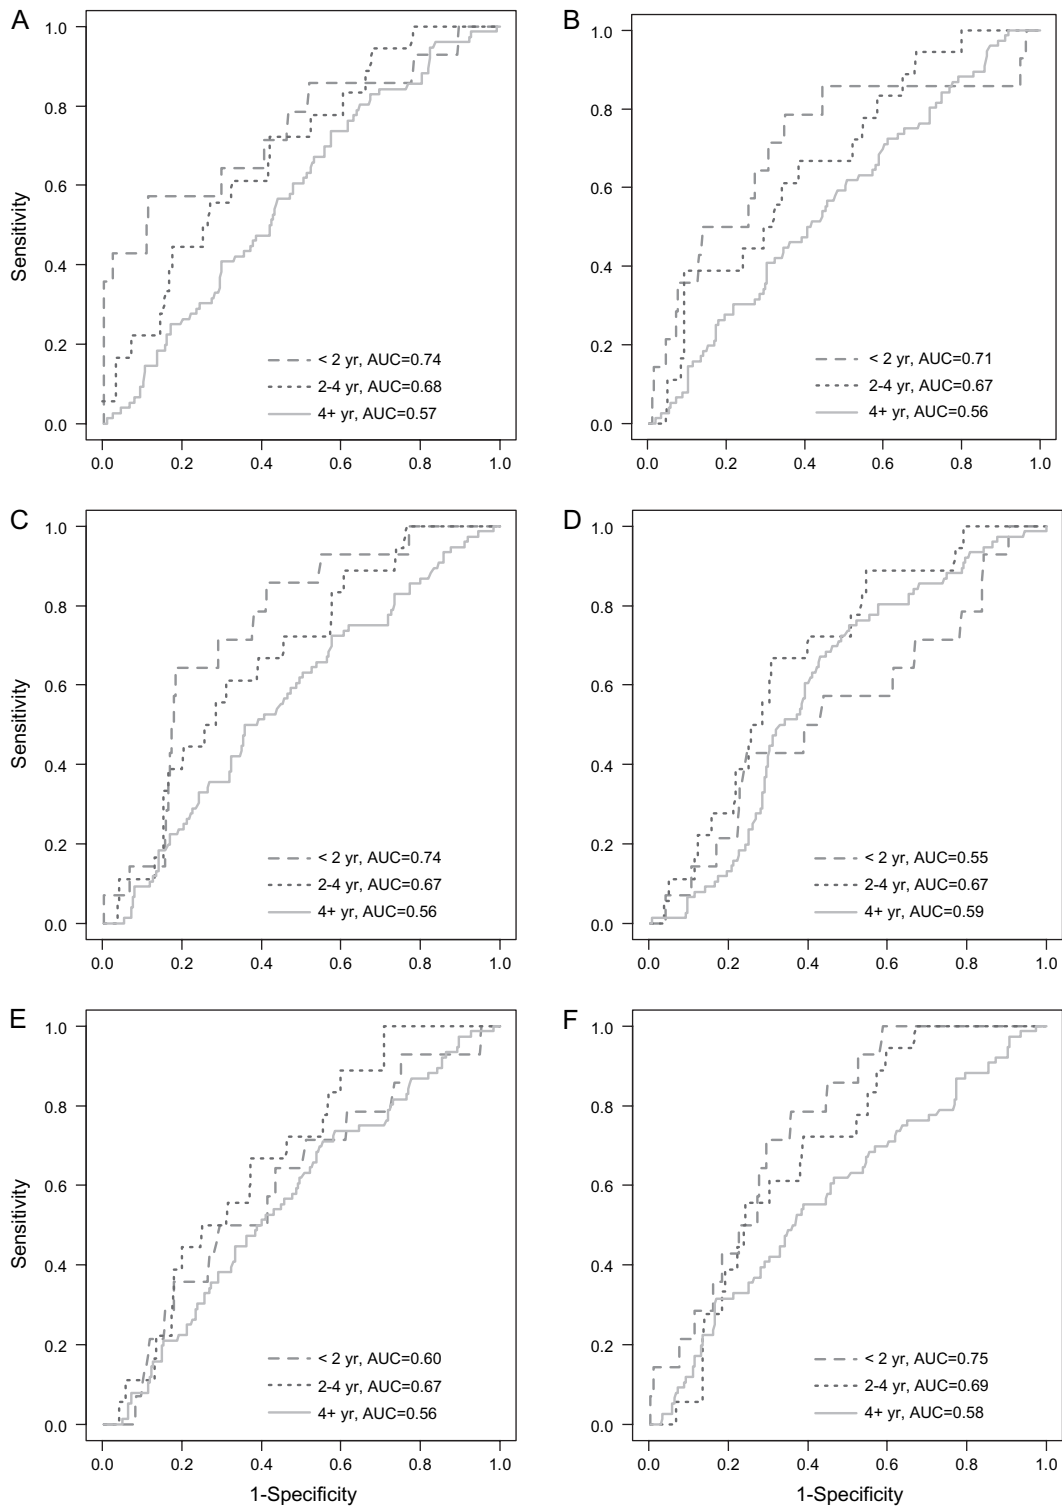 A
Sensitivity
1.0
0.8
0.6
0.4
0.2
0.0
< 2 yr, AUC=0.74
2-4 yr, AUC=0.68
4+ yr, AUC=0.57
0.0 0.2 0.4 0.6 0.8 1.0
B
1.0
0.8
0.6
0.4
0.2
0.0
< 2 yr, AUC=0.71
2-4 yr, AUC=0.67
4+ yr, AUC=0.56
0.0 0.2 0.4 0.6 0.8 1.0
C
Sensitivity
1.0
0.8
0.6
0.4
0.2
0.0
< 2 yr, AUC=0.74
2-4 yr, AUC=0.67
4+ yr, AUC=0.56
0.0 0.2 0.4 0.6 0.8 1.0
D
1.0
0.8
0.6
0.4
0.2
0.0
< 2 yr, AUC=0.55
2-4 yr, AUC=0.67
4+ yr, AUC=0.59
0.0 0.2 0.4 0.6 0.8 1.0
E
Sensitivity
1.0
0.8
0.6
0.4
0.2
0.0
< 2 yr, AUC=0.60
2-4 yr, AUC=0.67
4+ yr, AUC=0.56
0.0 0.2 0.4 0.6 0.8 1.0
1-Specificity
F
1.0
0.8
0.6
0.4
0.2
0.0
< 2 yr, AUC=0.75
2-4 yr, AUC=0.69
4+ yr, AUC=0.58
0.0 0.2 0.4 0.6 0.8 1.0
1-Specificity